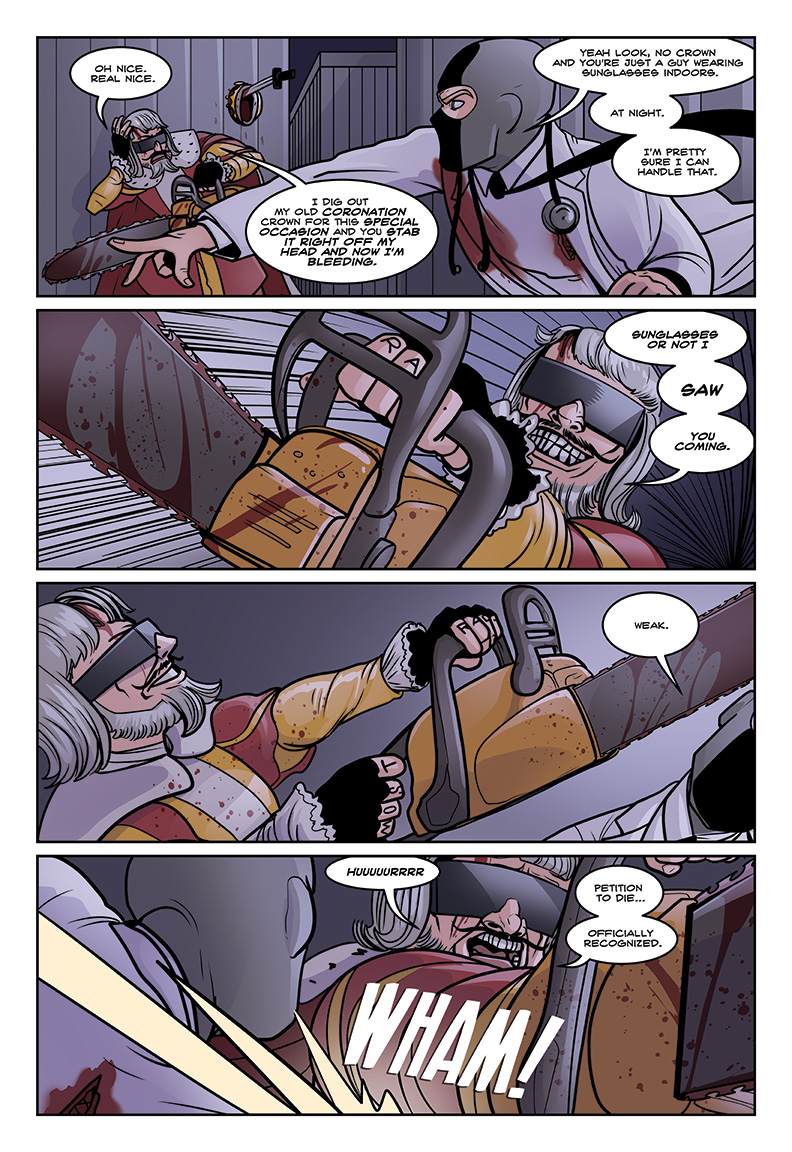 OH NICE.
REAL NICE.
YEAH LOOK, NO CROWN
AND YOU'RE JUST A GUY WEARING
SUNGLASSES INDOORS.
AT NIGHT.
I'M PRETTY
SURE I CAN
HANDLE THAT.
I DIG OUT
MY OLD CORONATION
CROWN FOR THIS SPECIAL
OCCASION AND YOU STAB
IT RIGHT OFF MY
HEAD AND NOW I'M
BLEEDING.
SUNGLASSES
OR NOT I
SAW
YOU
COMING.
RA
WEAK.
WORT
HUUUUURRRR
PETITION
TO DIE...
OFFICIALLY
RECOGNIZED.
WHAM!